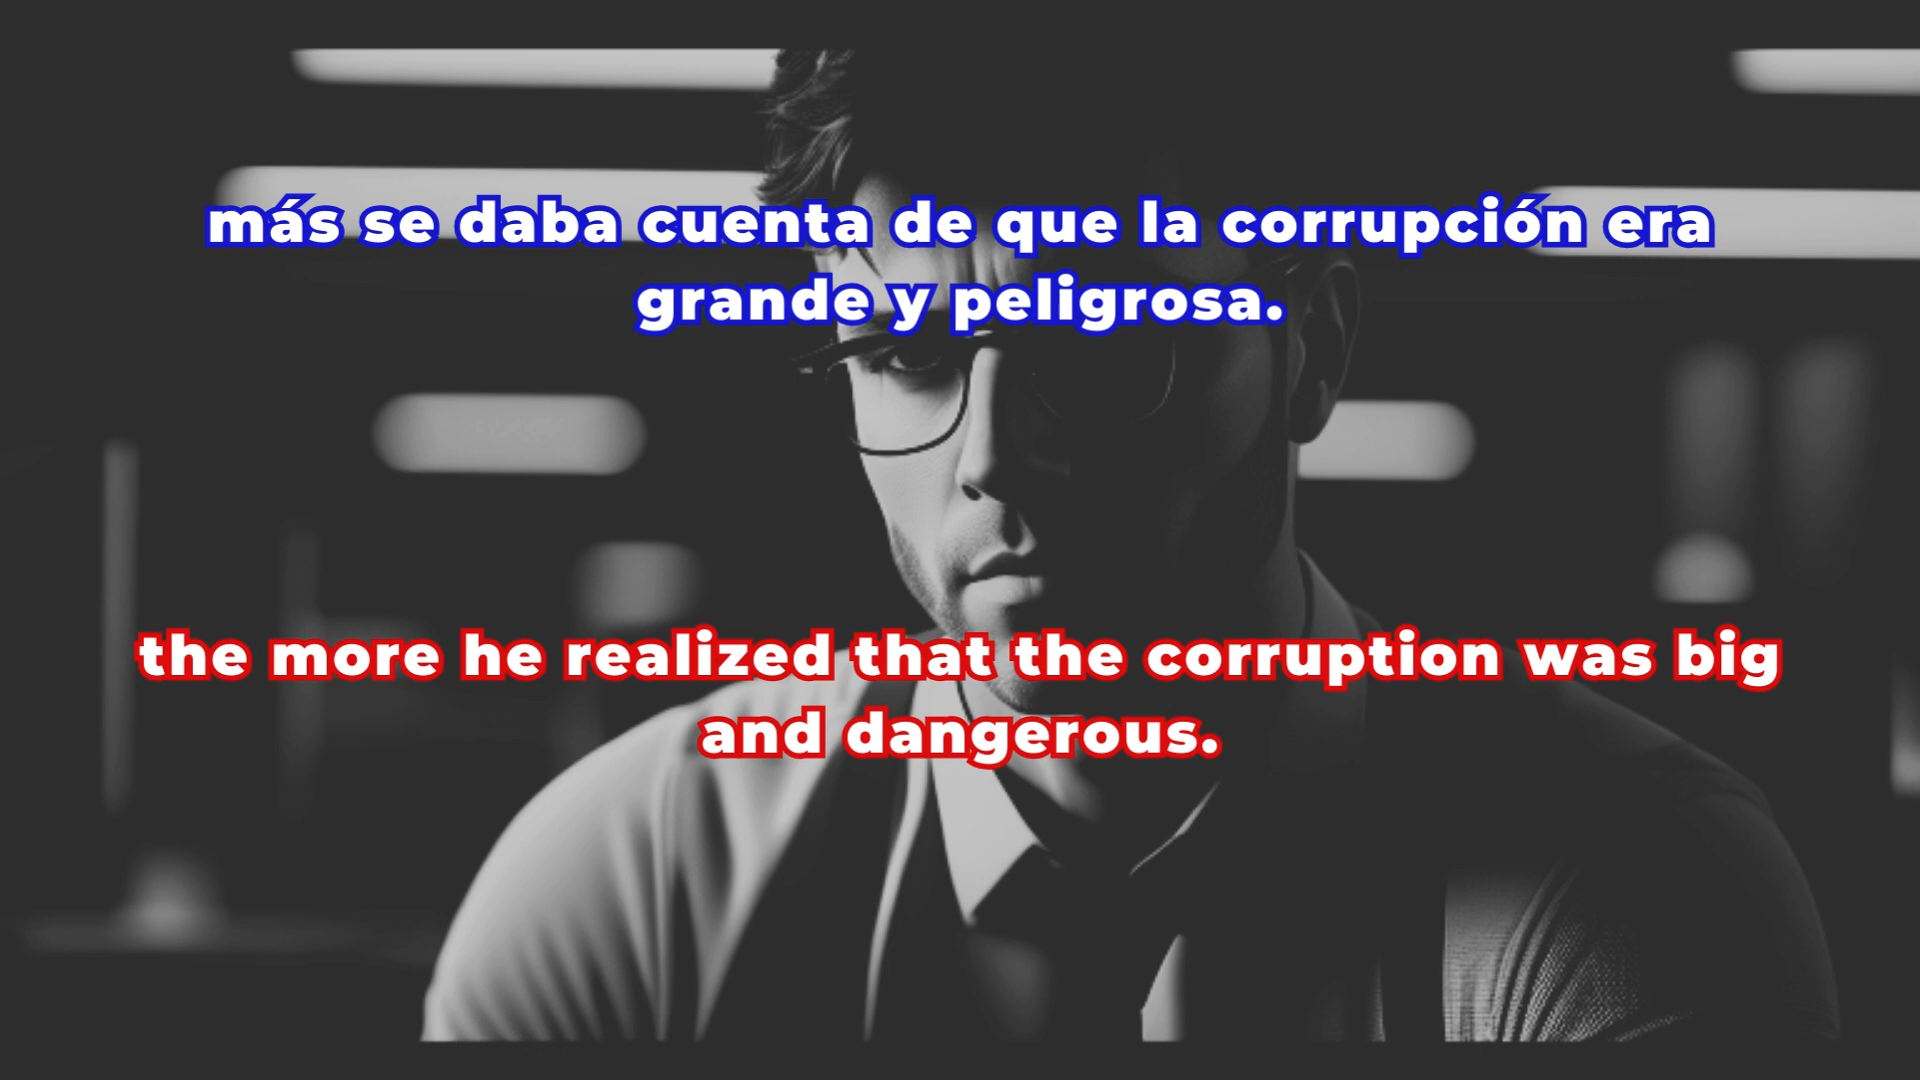 más se daba cuenta de que la corrupción era
grande y peligrosa.
the more he realized that the corruption was big
and dangerous.